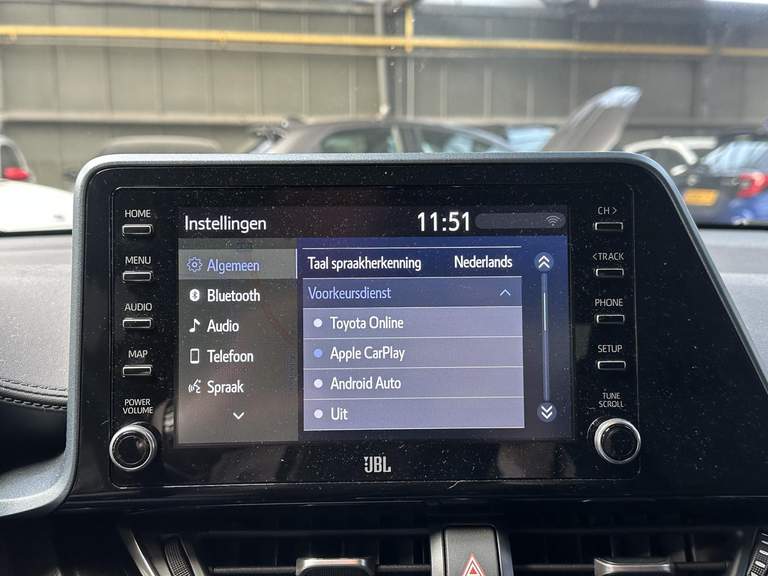 HOME
MENU
AUDIO
MAP
POWER
VOLUME
Instellingen
11:51
Algemeen
Bluetooth
Audio
Telefoon
Spraak
Taal spraakherkenning Nederlands
Voorkeursdienst
Toyota Online
Apple CarPlay
Android Auto
Uit
CH >
< TRACK
PHONE
SETUP
TUNE
SCROLL
JBL